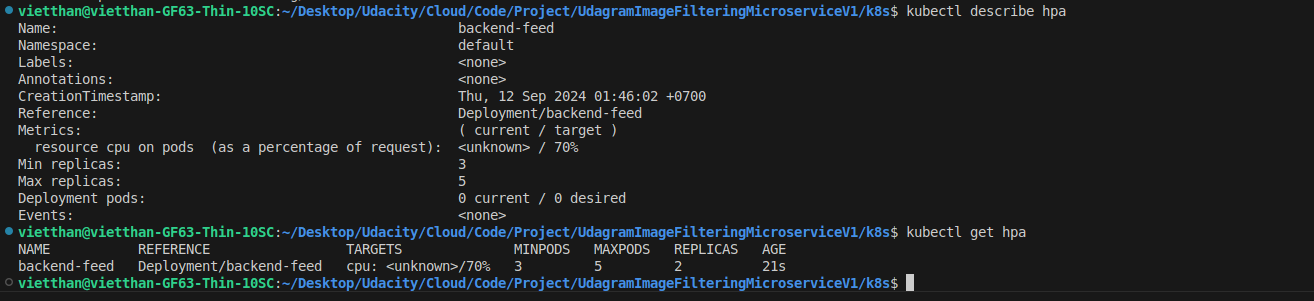 vietthan@vietthan-GF63-Thin-10SC:~/Desktop/Udacity/Cloud/Code/Project/UdagramImageFilteringMicroserviceV1/k8s$ kubectl describe hpa
Name: backend-feed
Namespace: default
Labels: <none>
Annotations: <none>
CreationTimestamp: Thu, 12 Sep 2024 01:46:02 +0700
Reference: Deployment/backend-feed
Metrics: ( current / target )
resource cpu on pods (as a percentage of request): <unknown> / 70%
Min replicas: 3
Max replicas: 5
Deployment pods: 0 current / 0 desired
Events: <none>
vietthan@vietthan-GF63-Thin-10SC:~/Desktop/Udacity/Cloud/Code/Project/UdagramImageFilteringMicroserviceV1/k8s$ kubectl get hpa
NAME REFERENCE TARGETS MINPODS MAXPODS REPLICAS AGE
backend-feed Deployment/backend-feed cpu: <unknown>/70% 3 5 2 21s
vietthan@vietthan-GF63-Thin-10SC:~/Desktop/Udacity/Cloud/Code/Project/UdagramImageFilteringMicroserviceV1/k8s$